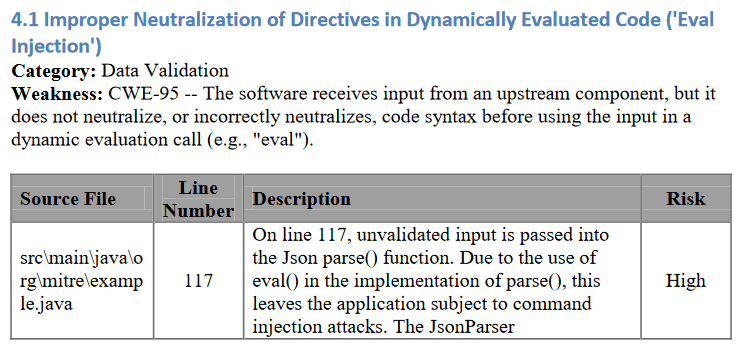 4.1 Improper Neutralization of Directives in Dynamically Evaluated Code ('Eval
Injection')
Category: Data Validation
Weakness: CWE-95 -- The software receives input from an upstream component, but it
does not neutralize, or incorrectly neutralizes, code syntax before using the input in a
dynamic evaluation call (e.g., "eval").
Source File
Line
Number
Description
Risk
src\main\java\o
rg\mitre\examp
le.java
117
On line 117, unvalidated input is passed into
the Json parse() function. Due to the use of
eval() in the implementation of parse(), this
leaves the application subject to command
injection attacks. The JsonParser
High